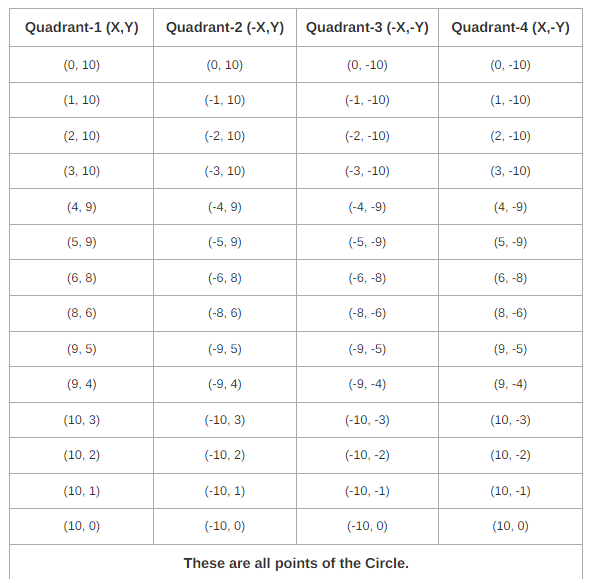 Quadrant-1 (X,Y) Quadrant-2 (-X,Y) Quadrant-3 (-X,-Y) Quadrant-4 (X,-Y)
(0, 10) (0, 10) (0, -10) (0, -10)
(1, 10) (-1, 10) (-1, -10) (1, -10)
(2, 10) (-2, 10) (-2, -10) (2, -10)
(3, 10) (-3, 10) (-3, -10) (3, -10)
(4, 9) (-4, 9) (-4, -9) (4, -9)
(5, 9) (-5, 9) (-5, -9) (5, -9)
(6, 8) (-6, 8) (-6, -8) (6, -8)
(8, 6) (-8, 6) (-8, -6) (8, -6)
(9, 5) (-9, 5) (-9, -5) (9, -5)
(9, 4) (-9, 4) (-9, -4) (9, -4)
(10, 3) (-10, 3) (-10, -3) (10, -3)
(10, 2) (-10, 2) (-10, -2) (10, -2)
(10, 1) (-10, 1) (-10, -1) (10, -1)
(10, 0) (-10, 0) (-10, 0) (10, 0)
These are all points of the Circle.